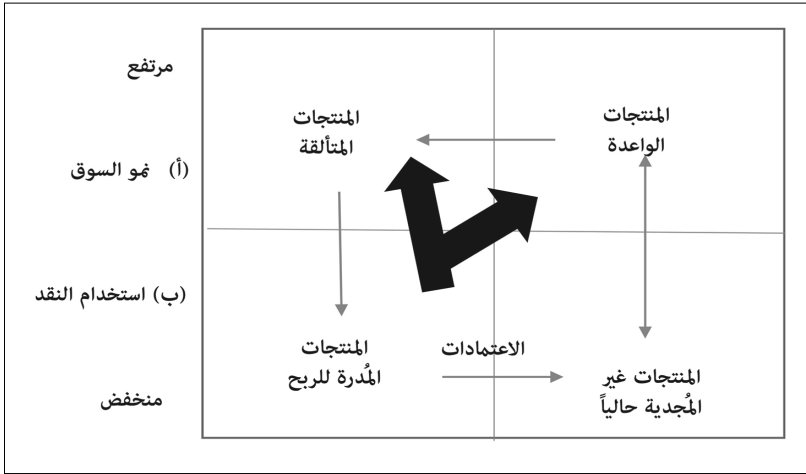 مرتفع
المنتجات
الواعدة
المنتجات
المتألقة
(أ) نمو السوق
(ب) استخدام النقد
المنتجات
المُدرة للربح
الاعتمادات
المنتجات غير
المُجدية حالياً
منخفض